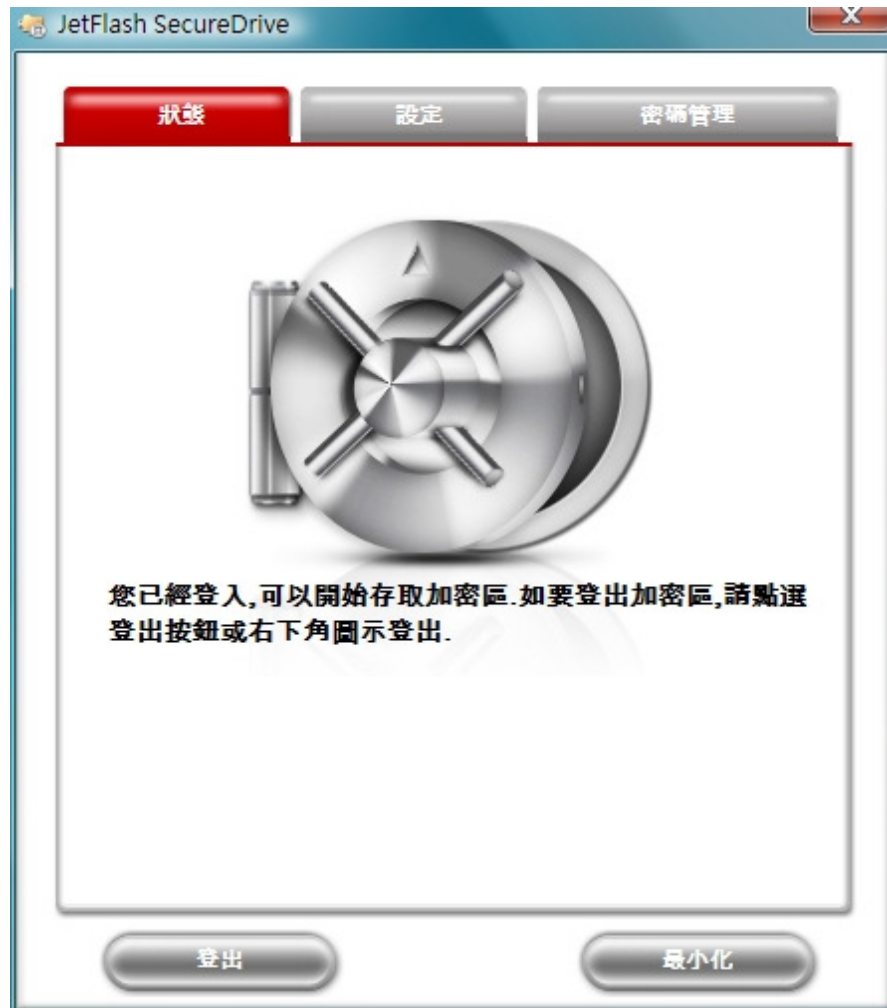 JetFlash SecureDrive
狀態 設定 密碼管理
您已經登入,可以開始存取加密區.如要登出加密區,請點選
登出按鈕或右下角圖示登出.
登出 最小化